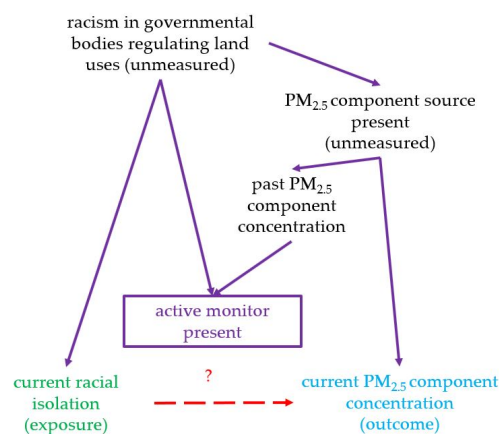 racism in governmental
bodies regulating land
uses (unmeasured)
PM2.5 component source
present
(unmeasured)
past PM2.5
component
concentration
active monitor
present
?
current racial
isolation
(exposure)
current PM2.5 component
concentration
(outcome)